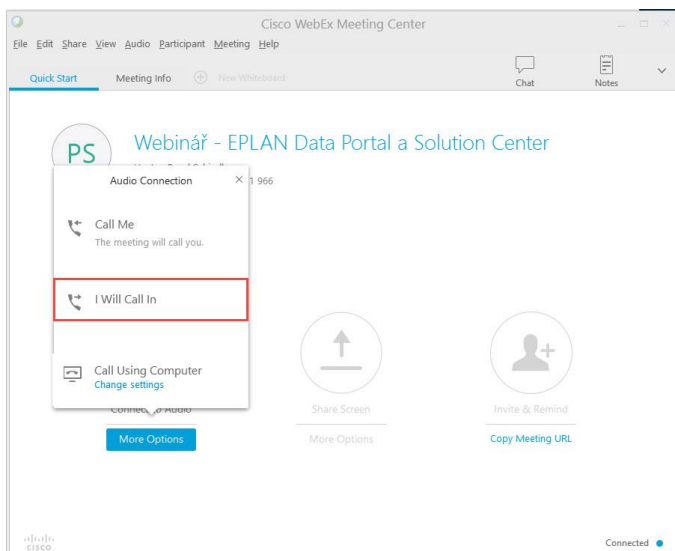 Cisco WebEx Meeting Center
File Edit Share View Audio Participant Meeting Help
Quick Start Meeting Info New Whiteboard Chat Notes
PS Webinář - EPLAN Data Portal a Solution Center
1 966
Audio Connection
Call Me
The meeting will call you.
I Will Call In
Call Using Computer
Change settings
Connect to Audio Share Screen Invite & Remind
More Options More Options Copy Meeting URL
CISCO Connected